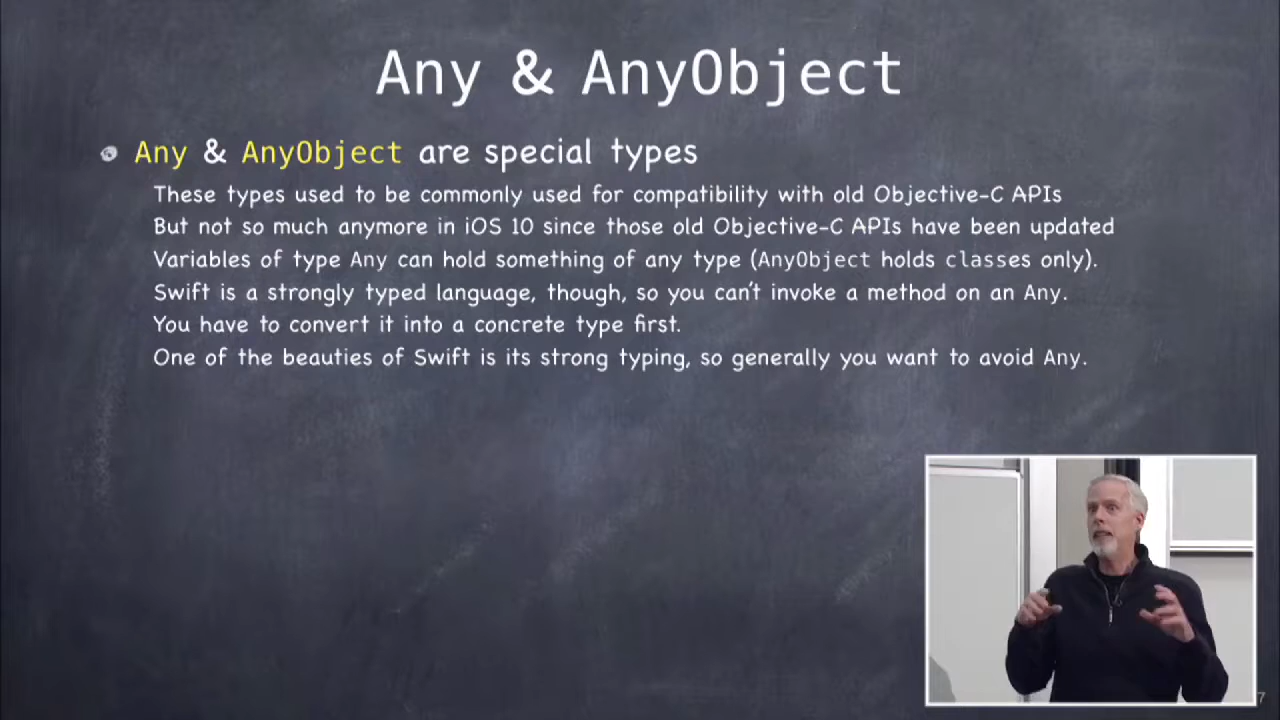 Any & AnyObject
Any & AnyObject are special types
These types used to be commonly used for compatibility with old Objective-C APIs
But not so much anymore in iOS 10 since those old Objective-C APIs have been updated
Variables of type Any can hold something of any type (AnyObject holds classes only).
Swift is a strongly typed language, though, so you can't invoke a method on an Any.
You have to convert it into a concrete type first.
One of the beauties of Swift is its strong typing, so generally you want to avoid Any.